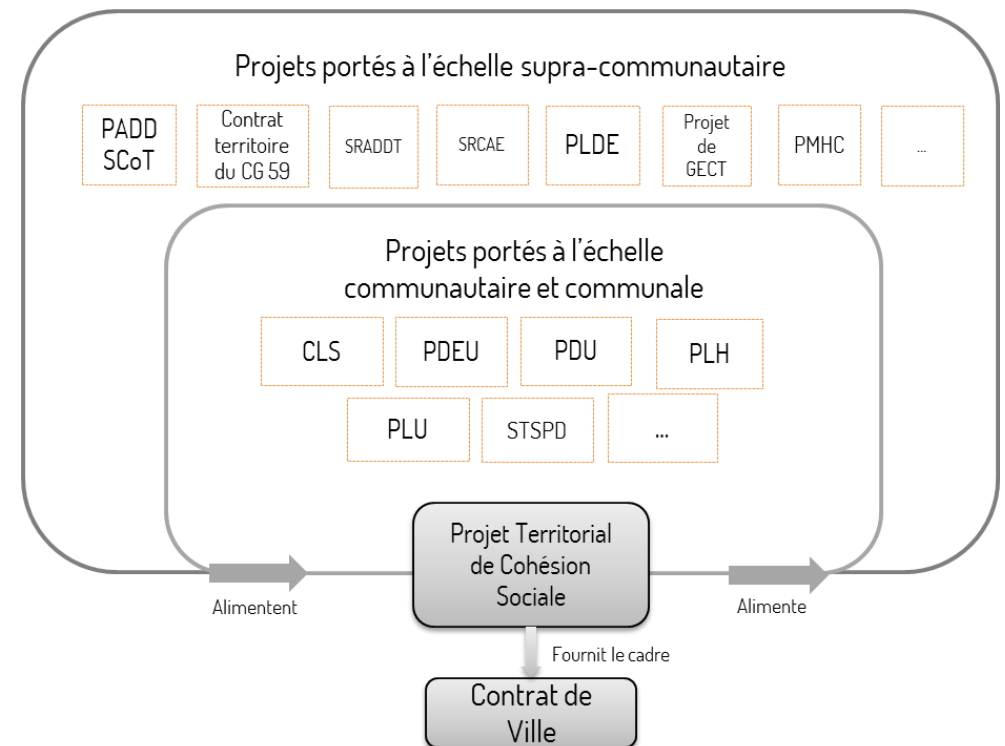 Projets portés à l’échelle supra-communautaire
PADD
SCoT
Contrat
territoire
du CG 59
SRADDT
SRCAE
PLDE
Projet
de
GECT
PMHC
...
Projets portés à l’échelle
communautaire et communale
CLS
PDEU
PDU
PLH
PLU
STSPD
...
Projet Territorial
de Cohésion
Sociale
Alimentent
Alimente
Fournit le cadre
Contrat de
Ville